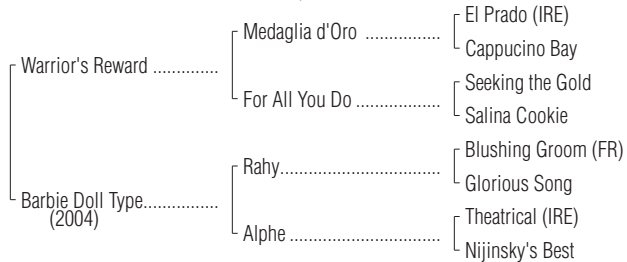 El Prado (IRE)
Medaglia d'Oro ..................
Cappucino Bay
Warrior's Reward ..............
Seeking the Gold
For All You Do ....................
Salina Cookie
Blushing Groom (FR)
Rahy......................................
Glorious Song
Barbie Doll Type................
(2004)
Theatrical (IRE)
Alphe ....................................
Nijinsky's Best